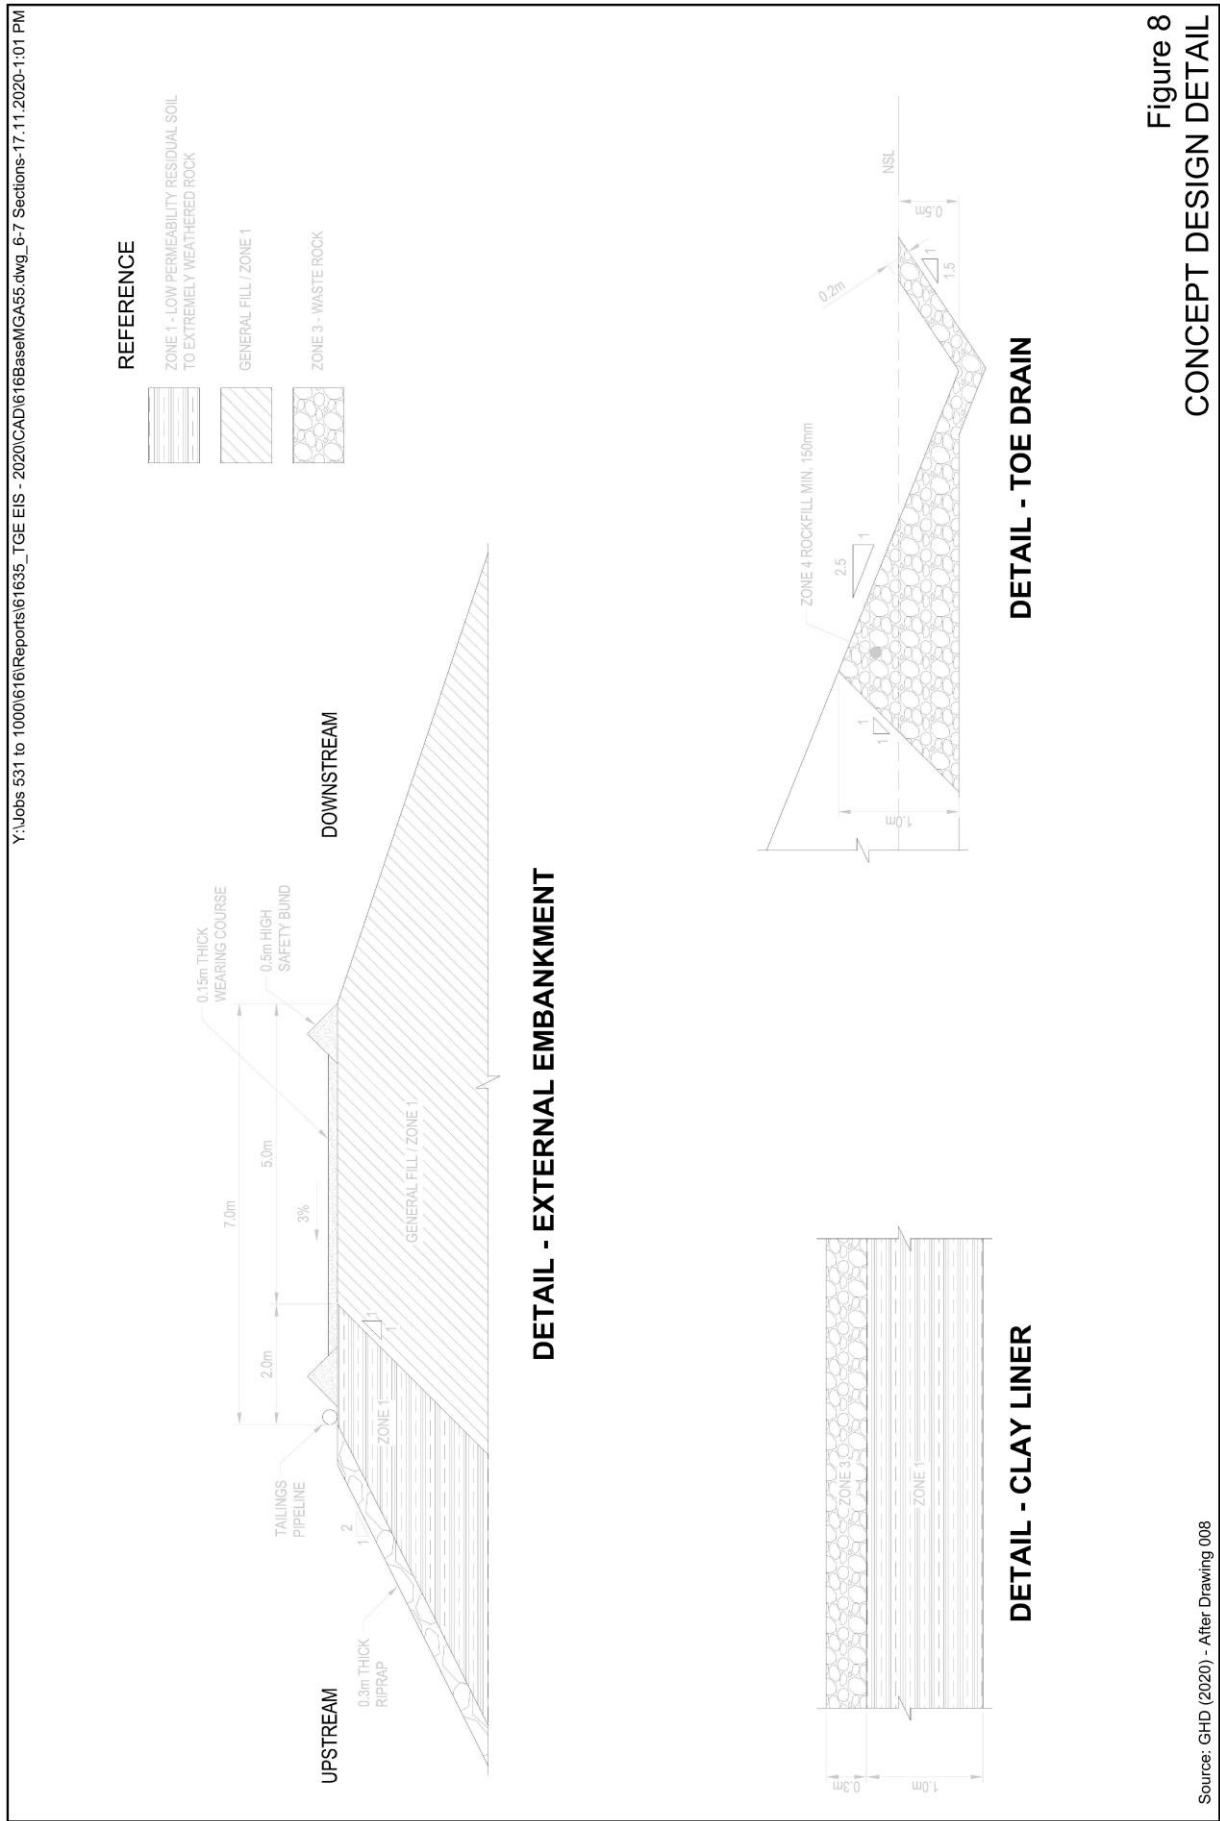 Y:\Jobs 531 to 1000\616\Reports\61635_TGE EIS - 2020\CAD\616BaseMGA55.dwg_6-7 Sections-17.11.2020-1:01 PM
REFERENCE
ZONE 1 - LOW PERMEABILITY RESIDUAL SOIL
TO EXTREMELY WEATHERED ROCK
GENERAL FILL / ZONE 1
ZONE 3 - WASTE ROCK
UPSTREAM
DOWNSTREAM
0.15m THICK
WEARING COURSE
0.5m HIGH
SAFETY BUND
7.0m
2.0m
5.0m
3%
TAILINGS
PIPELINE
1
2
0.3m THICK
RIPRAP
ZONE 1
1
1
GENERAL FILL / ZONE 1
DETAIL - EXTERNAL EMBANKMENT
0.3m
1.0m
ZONE 3
ZONE 1
DETAIL - CLAY LINER
ZONE 4 ROCKFILL MIN. 150mm
2.5
1
1
1
1.0m
0.2m
1
1.5
0.5m
NSL
DETAIL - TOE DRAIN
Source: GHD (2020) - After Drawing 008
Figure 8
CONCEPT DESIGN DETAIL